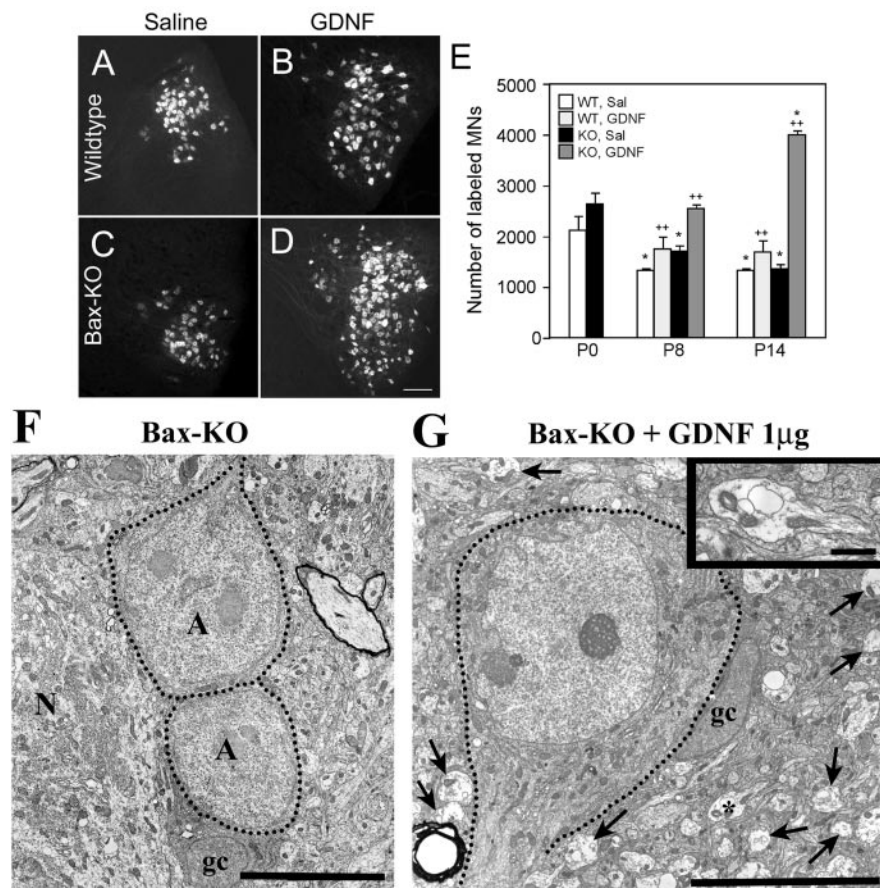 Saline GDNF
Wildtype
A B
Bax-KO
C D
E
Number of labeled MNs
5000
4000
3000
2000
1000
0
WT, Sal
WT, GDNF
KO, Sal
KO, GDNF
* ++ * ++
* ++ * * ++
P0 P8 P14
F Bax-KO
A
N
A
gc
G Bax-KO + GDNF 1μg
gc
*